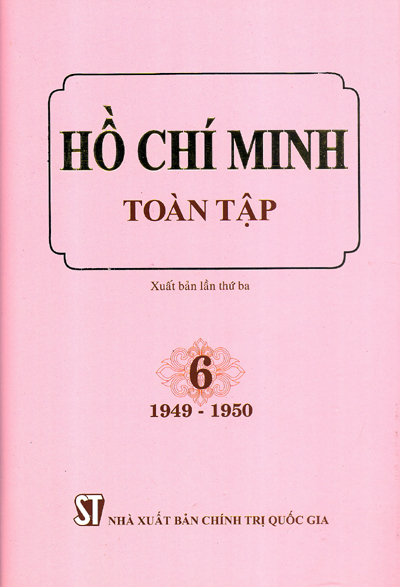 HỒ CHÍ MINH
TOÀN TẬP
Xuất bản lần thứ ba
6
1949 - 1950
ST NHÀ XUẤT BẢN CHÍNH TRỊ QUỐC GIA